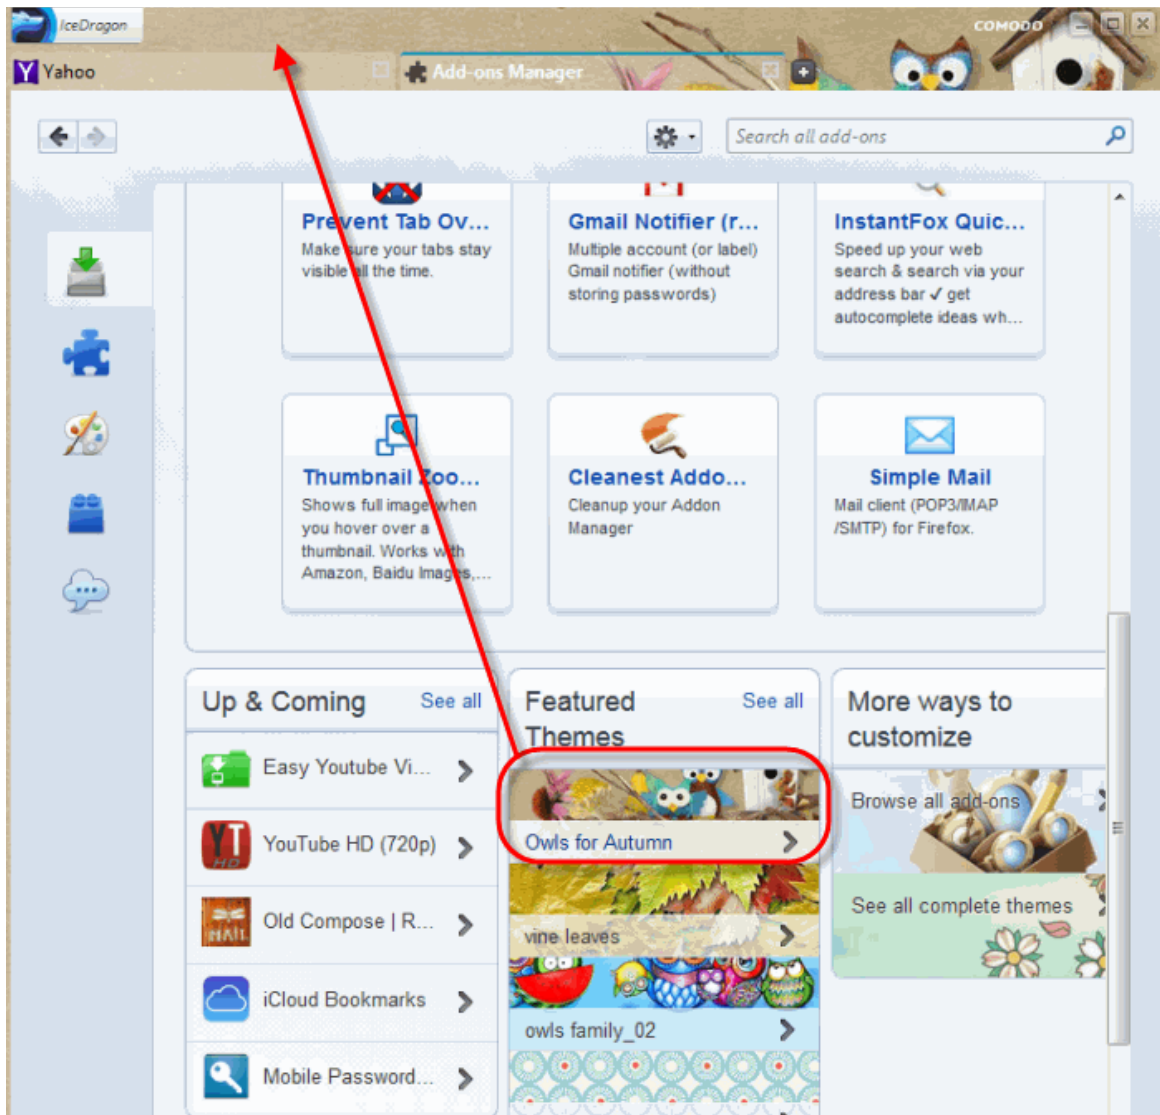 IceDragon
COMODO
Yahoo
Add-ons Manager
Search all add-ons
Prevent Tab Ov...
Make sure your tabs stay
visible all the time.
Gmail Notifier (r...
Multiple account (or label)
Gmail notifier (without
storing passwords)
InstantFox Quic...
Speed up your web
search & search via your
address bar ✓ get
autocomplete ideas wh...
Thumbnail Zoo...
Shows full image when
you hover over a
thumbnail. Works with
Amazon, Baidu Images,...
Cleanest Addo...
Cleanup your Addon
Manager
Simple Mail
Mail client (POP3/IMAP
/SMTP) for Firefox.
Up & Coming
See all
Easy Youtube Vi...
YouTube HD (720p)
Old Compose | R...
iCloud Bookmarks
Mobile Password...
Featured
Themes
See all
Owls for Autumn
vine leaves
owls family_02
More ways to
customize
Browse all add-ons
See all complete themes